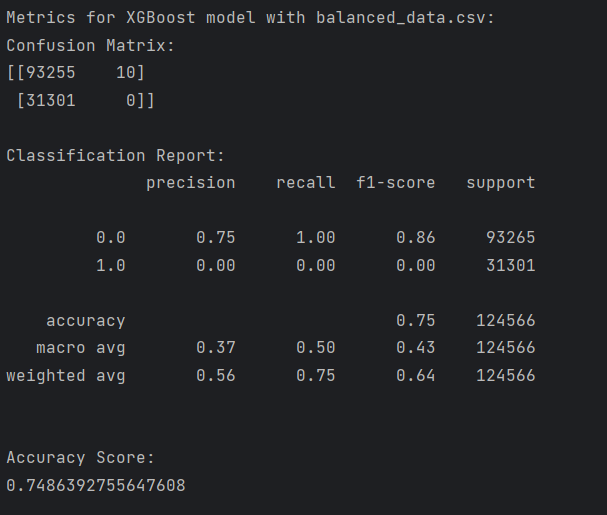 Metrics for XGBoost model with balanced_data.csv:
Confusion Matrix:
[[93255    10]
 [31301     0]]
Classification Report:
              precision    recall  f1-score   support
         0.0       0.75      1.00      0.86     93265
         1.0       0.00      0.00      0.00     31301
    accuracy                           0.75    124566
   macro avg       0.37      0.50      0.43    124566
weighted avg       0.56      0.75      0.64    124566
Accuracy Score:
0.7486392755647608